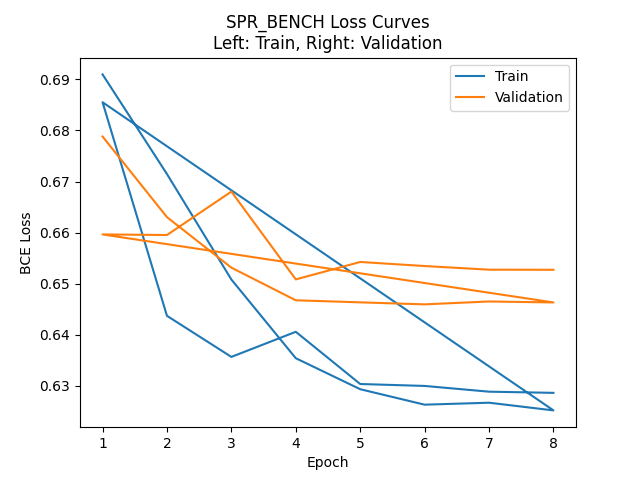 SPR_BENCH Loss Curves
Left: Train, Right: Validation
Train
Validation
BCE Loss
0.69
0.68
0.67
0.66
0.65
0.64
0.63
1 2 3 4 5 6 7 8
Epoch